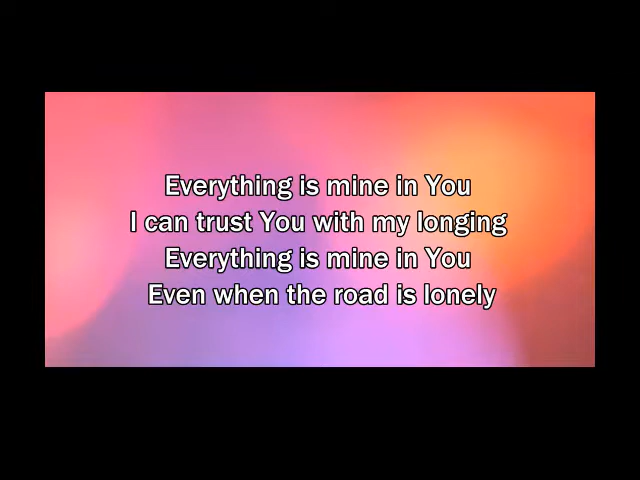 Everything is mine in You
I can trust You with my longing
Everything is mine in You
Even when the road is lonely